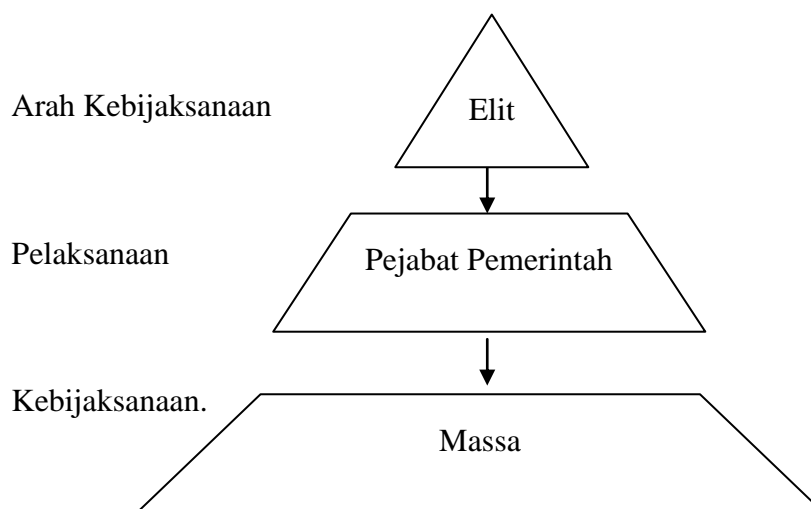 Arah Kebijaksanaan
Elit
Pelaksanaan
Pejabat Pemerintah
Kebijaksanaan.
Massa